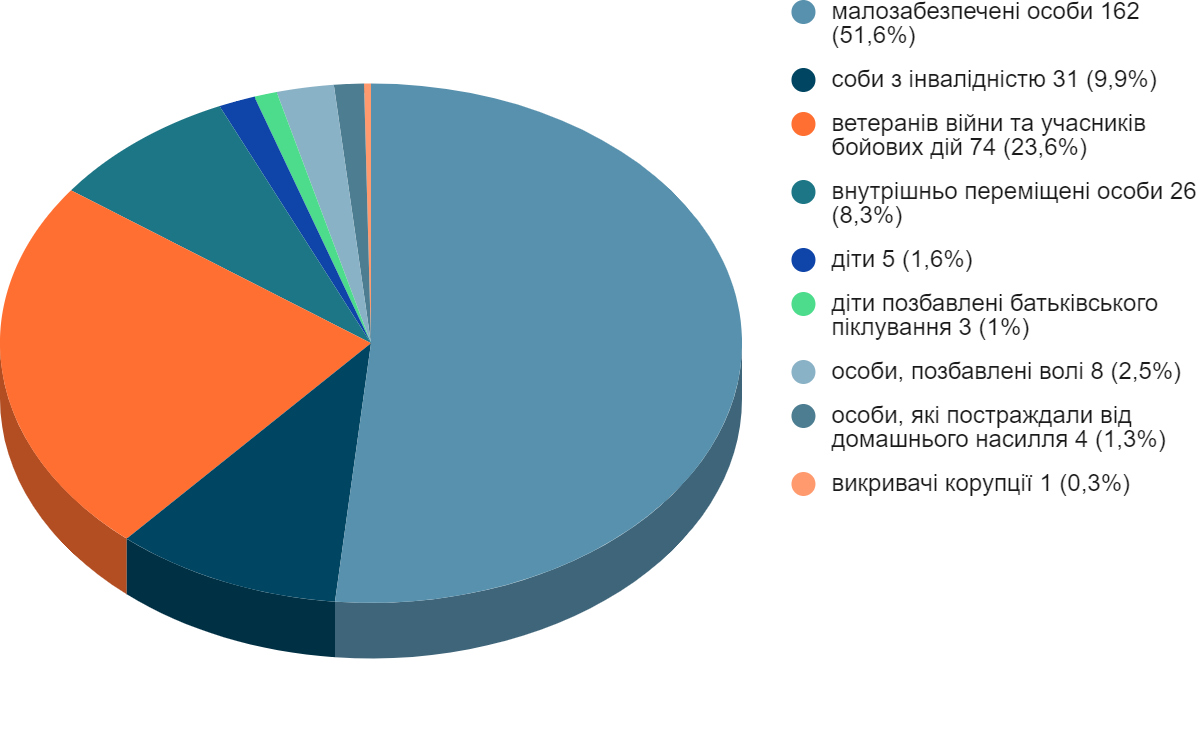 малозабезпечені особи 162
(51,6%)
соби з інвалідністю 31 (9,9%)
ветеранів війни та учасників
бойових дій 74 (23,6%)
внутрішньо переміщені особи 26
(8,3%)
діти 5 (1,6%)
діти позбавлені батьківського
піклування 3 (1%)
особи, позбавлені волі 8 (2,5%)
особи, які постраждали від
домашнього насилля 4 (1,3%)
викривачі корупції 1 (0,3%)